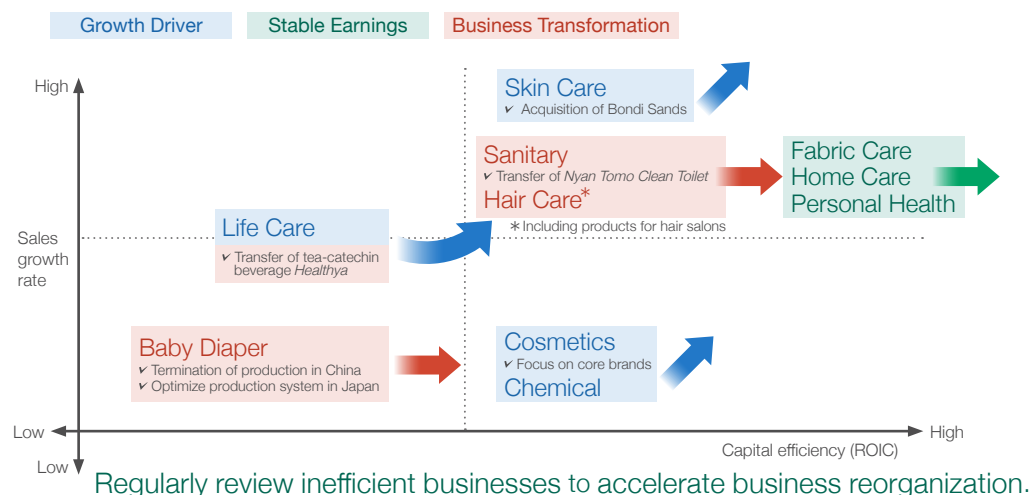 Growth Driver
Stable Earnings
Business Transformation
High
Skin Care
✓ Acquisition of Bondi Sands
Sanitary
✓ Transfer of Nyan Tomo Clean Toilet
Hair Care*
* Including products for hair salons
Fabric Care
Home Care
Personal Health
Life Care
✓ Transfer of tea-catechin
beverage Healthya
Sales
growth
rate
Baby Diaper
✓ Termination of production in China
✓ Optimize production system in Japan
Cosmetics
✓ Focus on core brands
Chemical
Low
High
Capital efficiency (ROIC)
Low
Regularly review inefficient businesses to accelerate business reorganization.